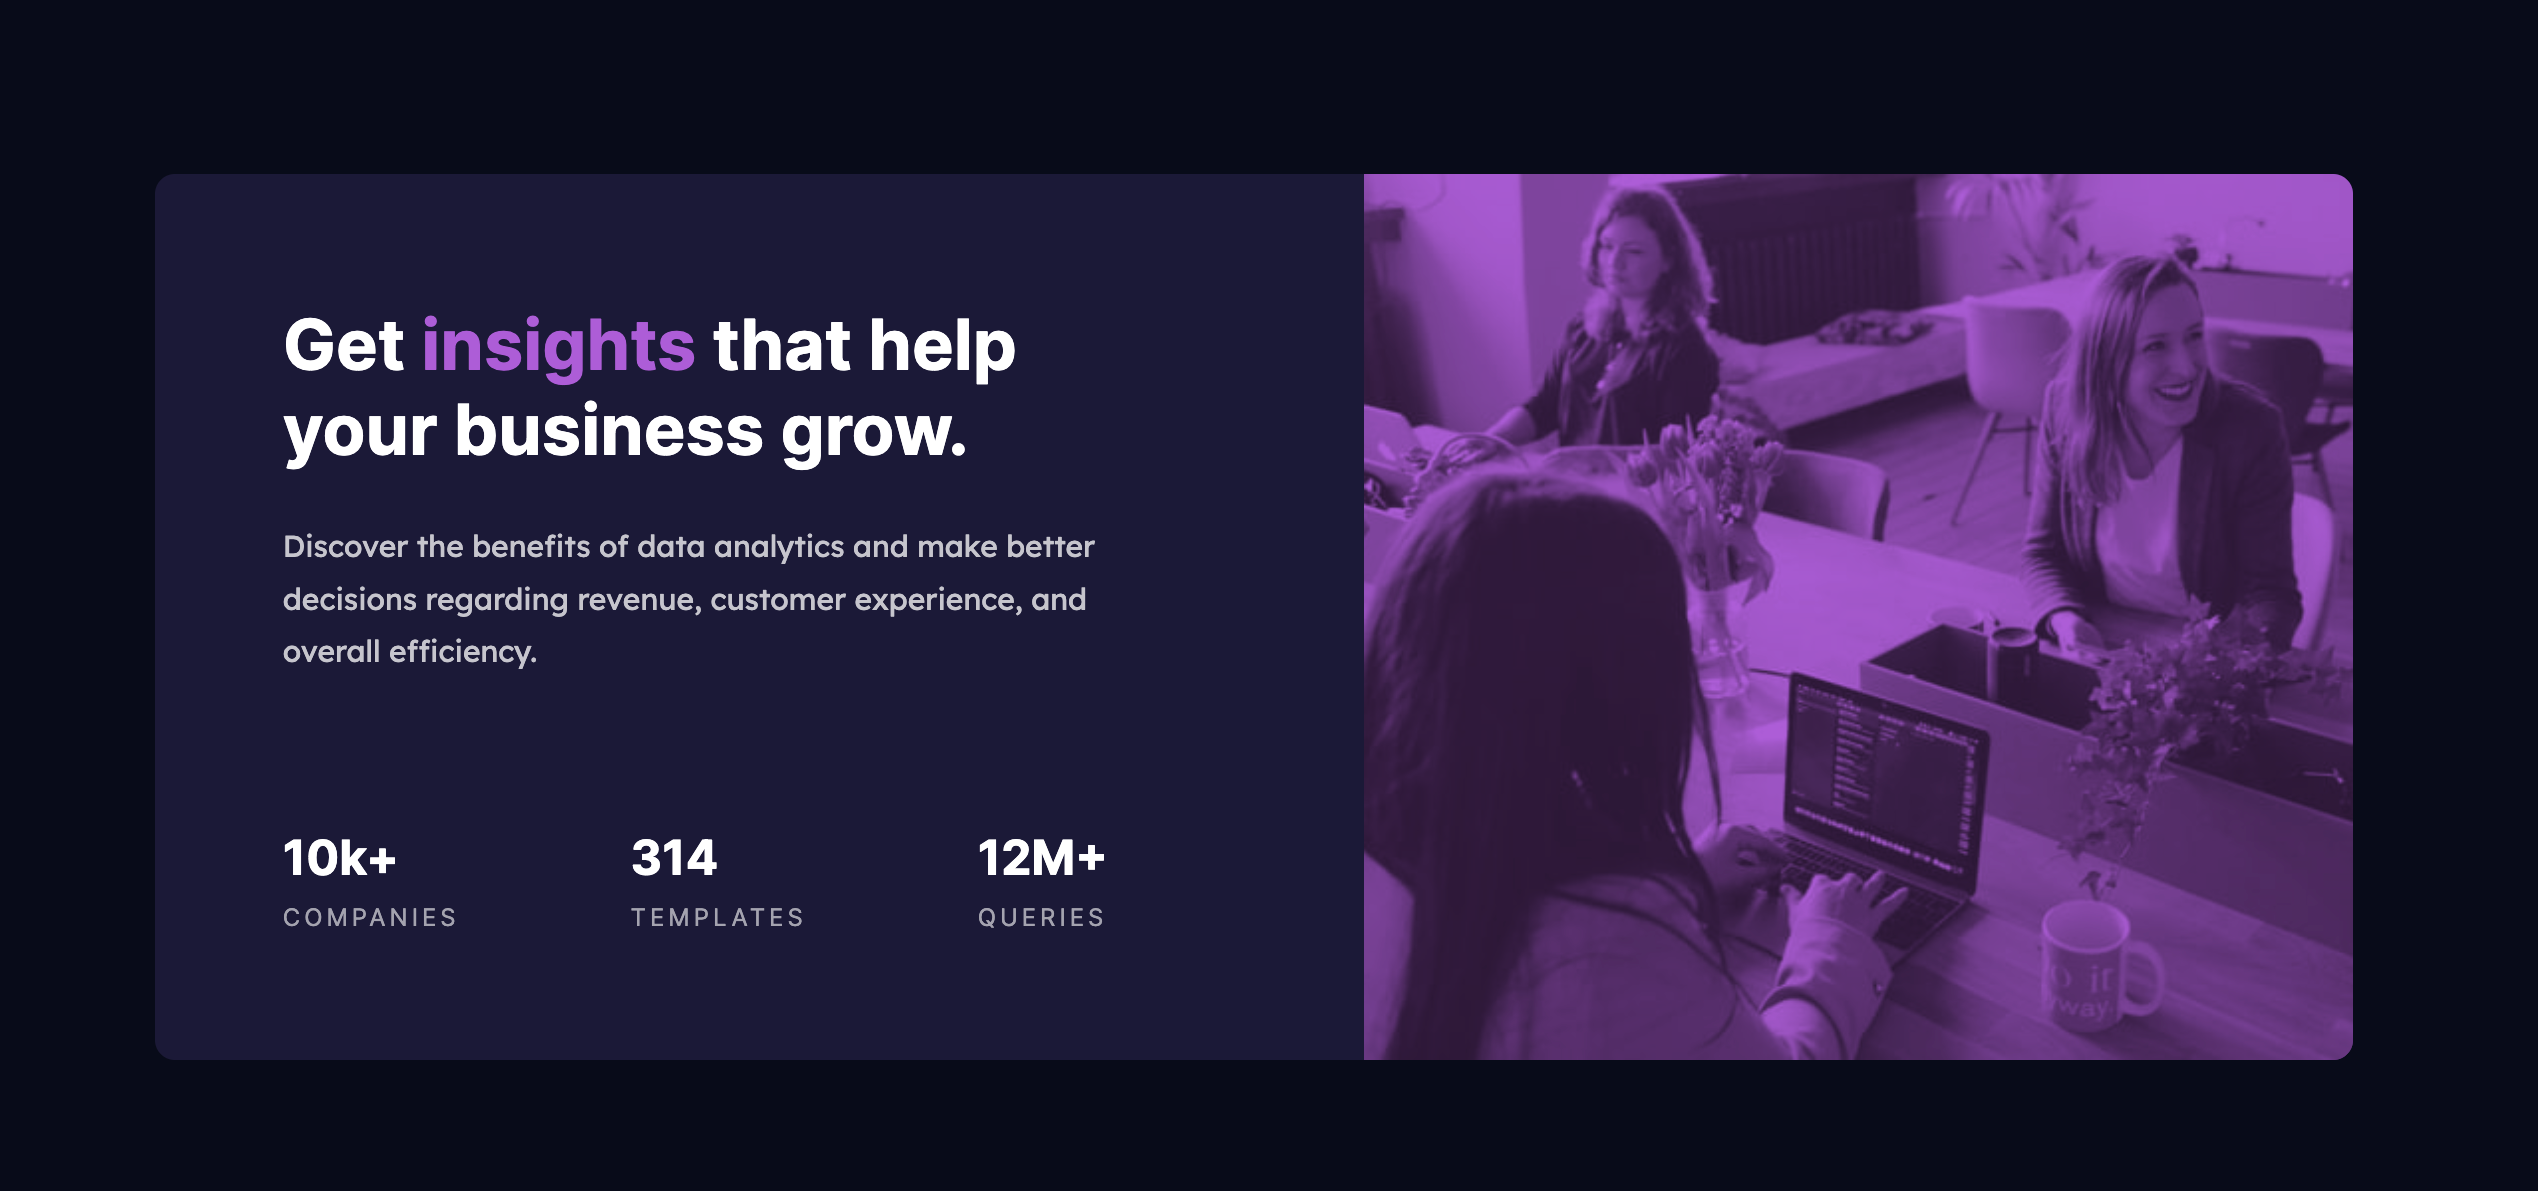 Get insights that help
your business grow.
Discover the benefits of data analytics and make better
decisions regarding revenue, customer experience, and
overall efficiency.
10k+
COMPANIES
314
TEMPLATES
12M+
QUERIES
it